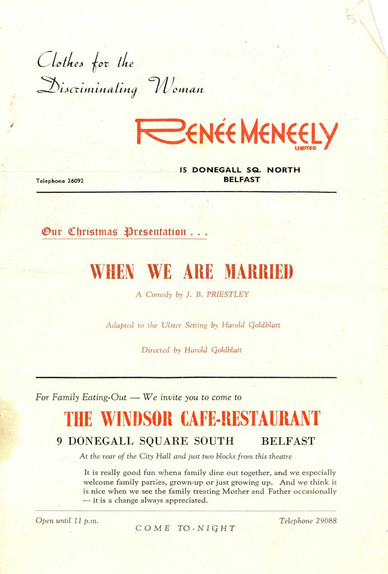 Clothes for the
Discriminating Woman
RENÉE MENEELY
LIMITED
15 DONEGALL SQ. NORTH
Telephone 26092
BELFAST
Our Christmas Presentation . . .
WHEN WE ARE MARRIED
A Comedy by J. B. PRIESTLEY
Adapted to the Ulster Setting by Harold Goldblatt
Directed by Harold Goldblatt
For Family Eating-Out — We invite you to come to
THE WINDSOR CAFE-RESTAURANT
9 DONEGALL SQUARE SOUTH BELFAST
At the rear of the City Hall and just two blocks from this theatre
It is really good fun whena family dine out together, and we especially
welcome family parties, grown-up or just growing up. And we think it
is nice when we see the family treating Mother and Father occasionally
— it is a change always appreciated.
Open until 11 p.m. Telephone 29088
COME TO-NIGHT